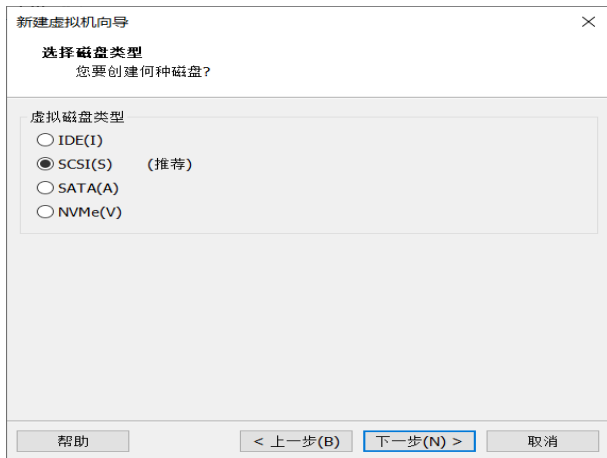 新建虚拟机向导
选择磁盘类型
您要创建何种磁盘?
虚拟磁盘类型
IDE(I)
SCSI(S) (推荐)
SATA(A)
NVMe(V)
帮助 < 上一步(B) 下一步(N) > 取消